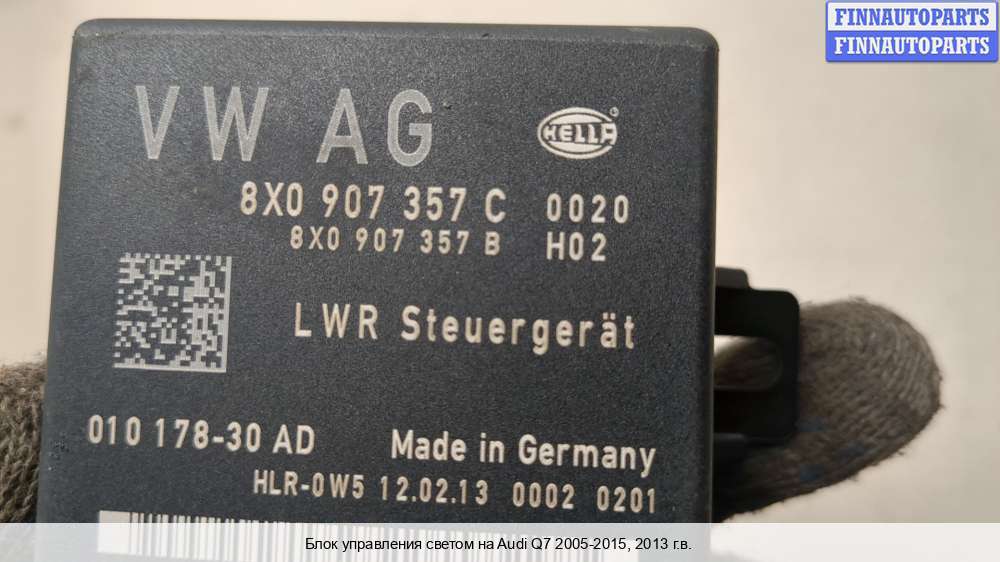 FINNAUTOPARTS
FINNAUTOPARTS
VW AG
HELLA
8X0 907 357 C 0020
8X0 907 357 B H02
LWR Steuergerät
010 178-30 AD Made in Germany
HLR-0W5 12.02.13 0002 0201
Блок управления светом на Audi Q7 2005-2015, 2013 г.в.